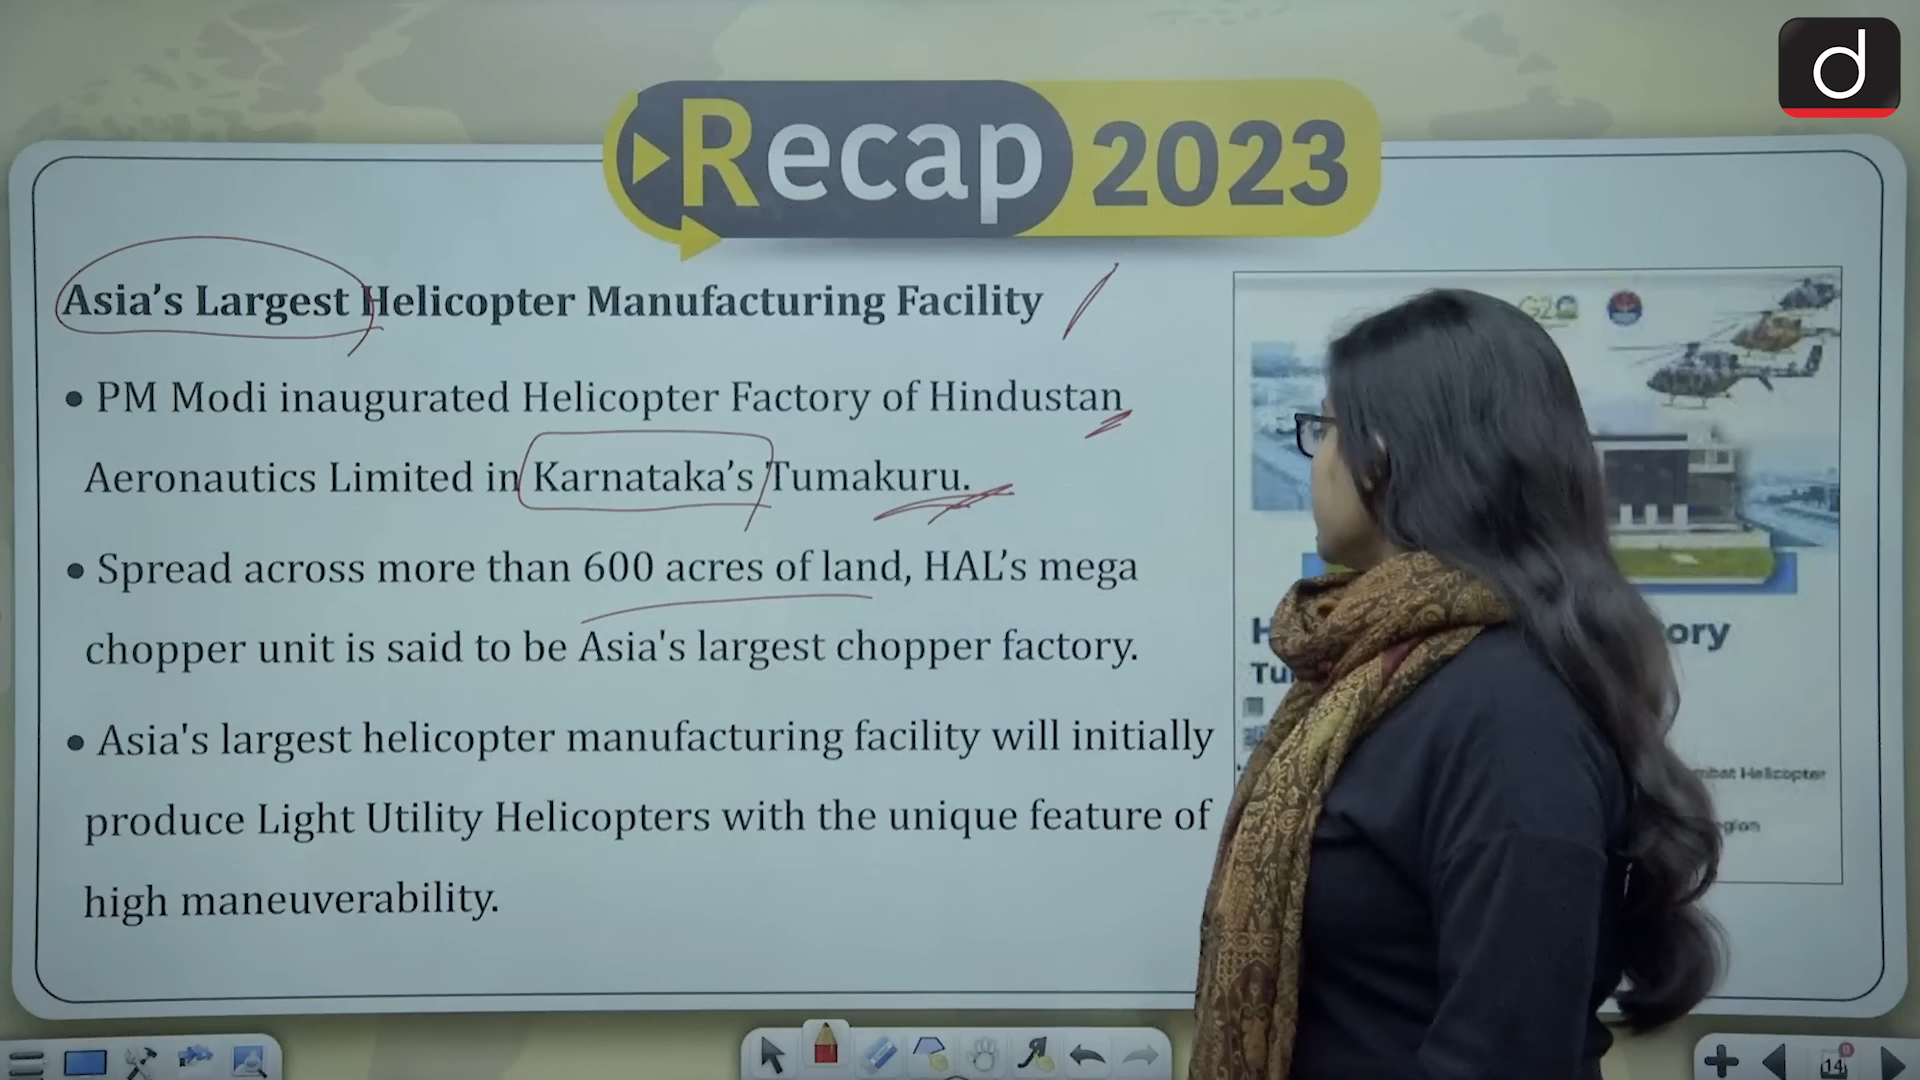 d
Recap 2023
Asia's Largest Helicopter Manufacturing Facility
• PM Modi inaugurated Helicopter Factory of Hindustan
Aeronautics Limited in Karnataka's Tumakuru.
• Spread across more than 600 acres of land, HAL's mega
chopper unit is said to be Asia's largest chopper factory.
• Asia's largest helicopter manufacturing facility will initially
produce Light Utility Helicopters with the unique feature of
high maneuverability.
G20
Helicopter
14